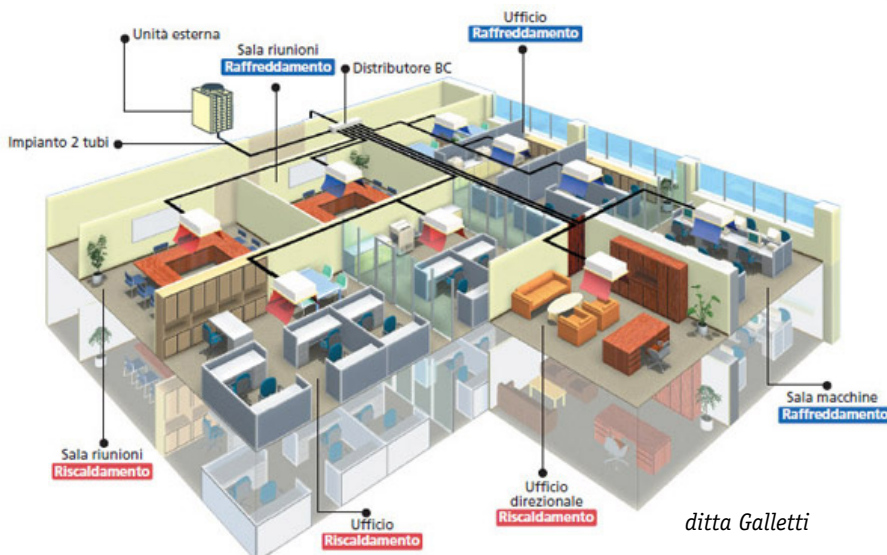 Unità esterna
Sala riunioni
Raffreddamento
Ufficio
Raffreddamento
Distributore BC
Impianto 2 tubi
Sala macchine
Raffreddamento
Sala riunioni
Riscaldamento
Ufficio
direzionale
Riscaldamento
Ufficio
Riscaldamento
ditta Galletti